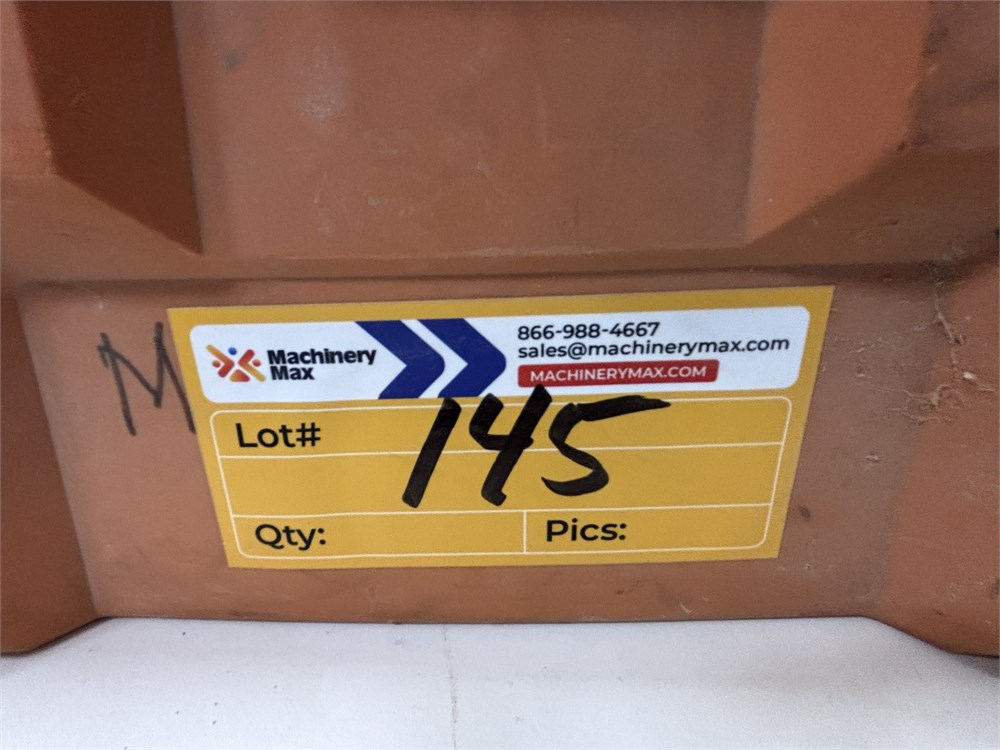 M
Machinery
Max
866-988-4667
sales@machinerymax.com
MACHINERYMAX.COM
Lot# 145
Qty:
Pics: